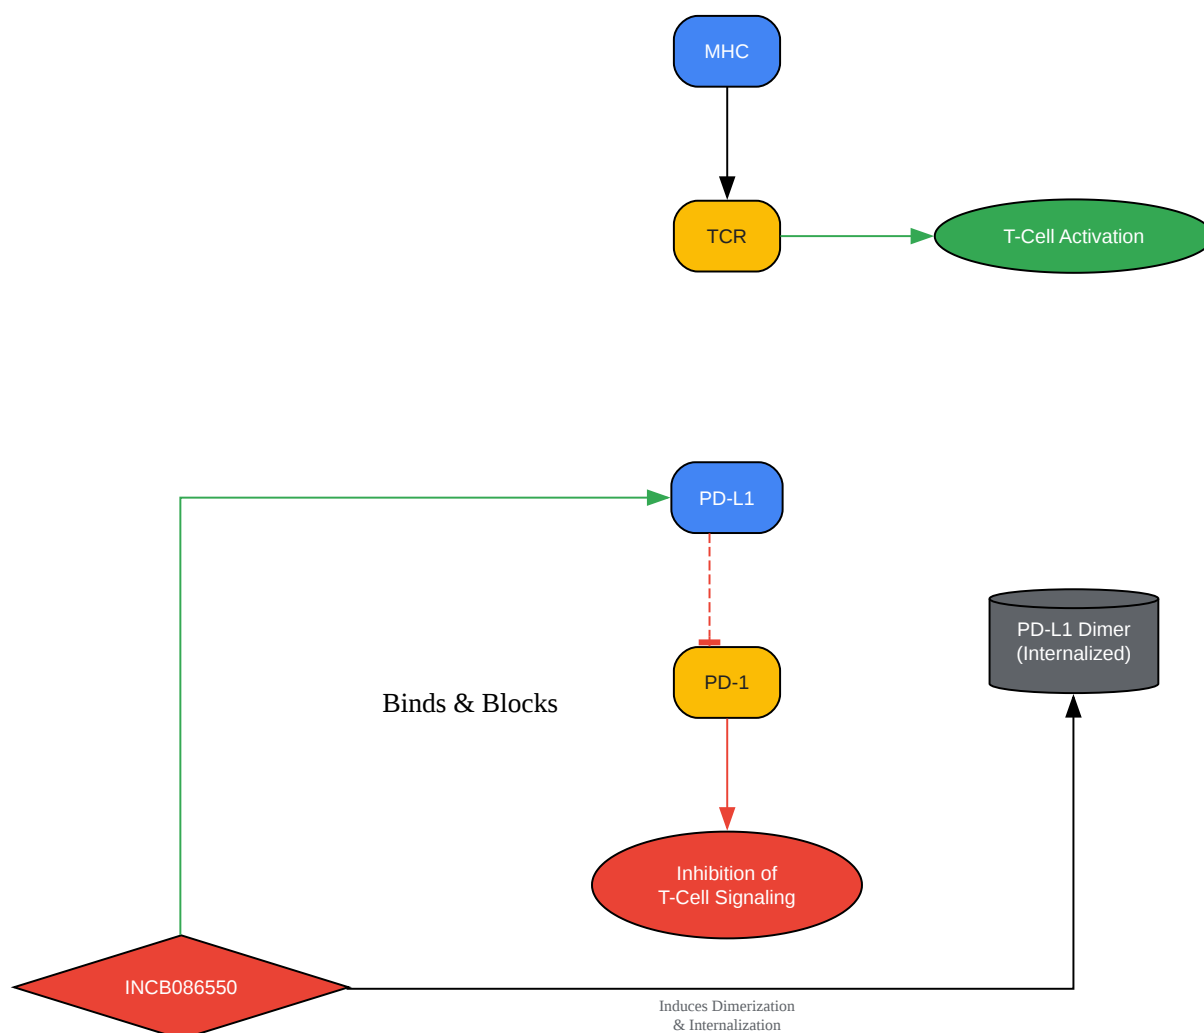 MHC
TCR
T-Cell Activation
PD-L1
PD-L1 Dimer
(Internalized)
PD-1
Binds & Blocks
Inhibition of
T-Cell Signaling
INCB086550
Induces Dimerization
& Internalization